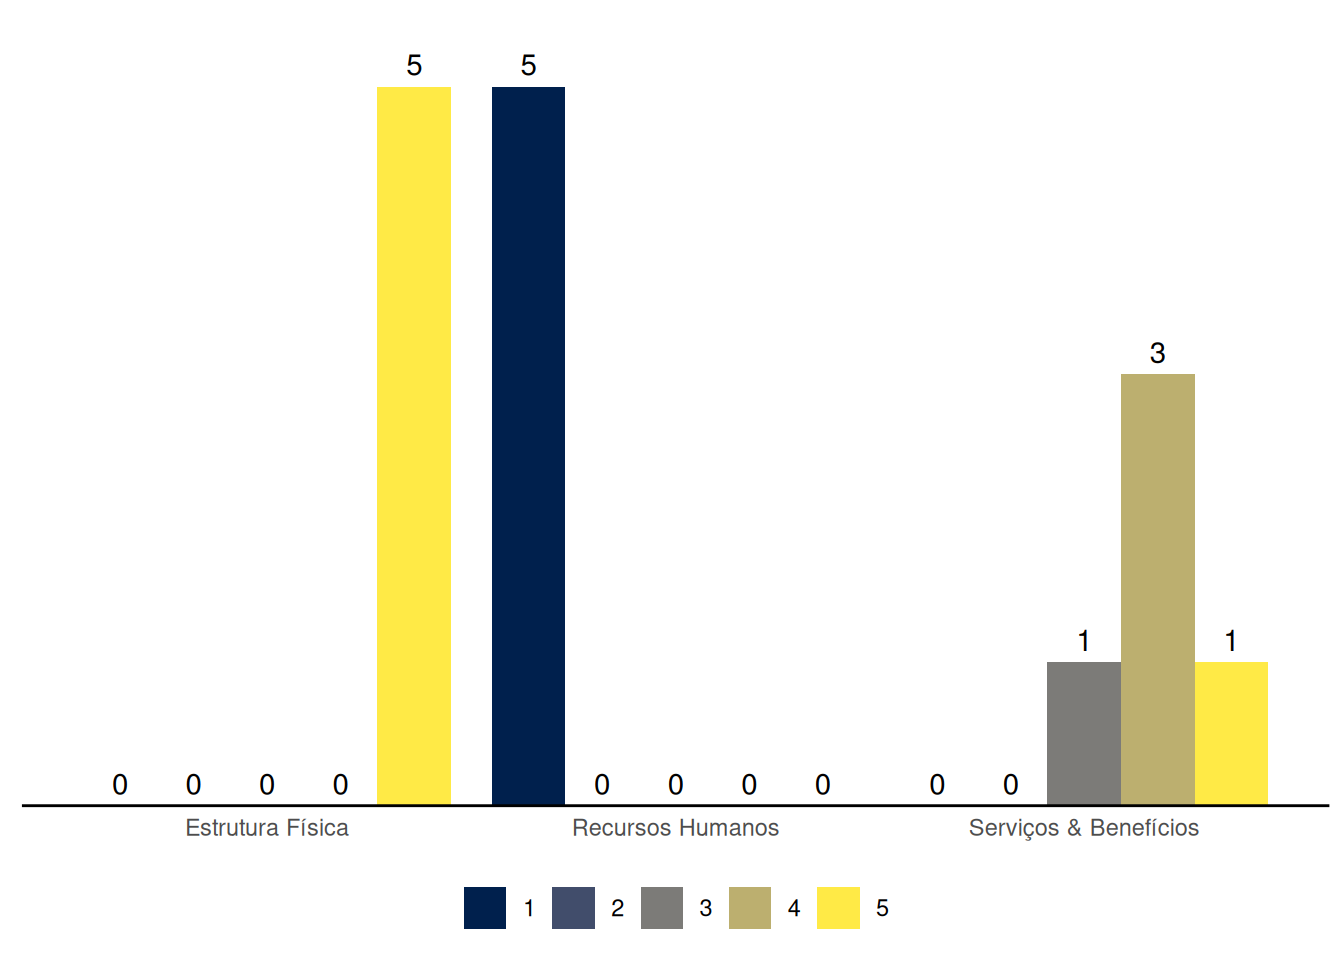 5 5
3
1 1
0 0 0 0 0 0 0 0 0 0
Estrutura Física Recursos Humanos Serviços & Benefícios
1 2 3 4 5